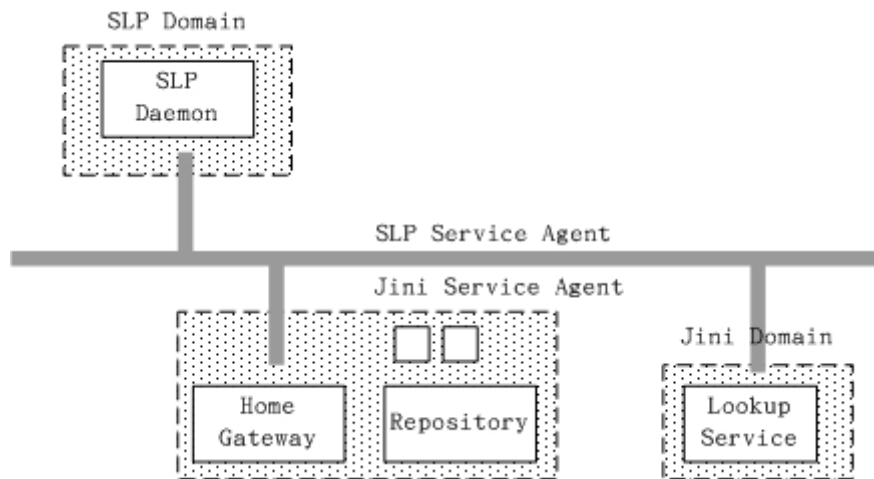 SLP Domain
SLP
Daemon
SLP Service Agent
Jini Service Agent
Jini Domain
Home
Gateway
Repository
Lookup
Service